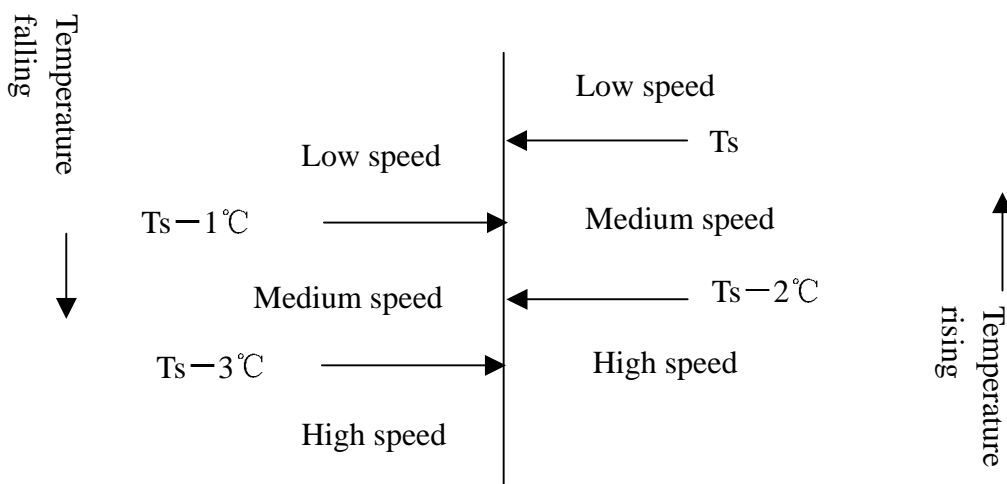 Temperature
falling
Low speed
Ts
Low speed
Ts－1℃
Medium speed
Medium speed
Ts－2℃
Ts－3℃
High speed
High speed
Temperature
rising